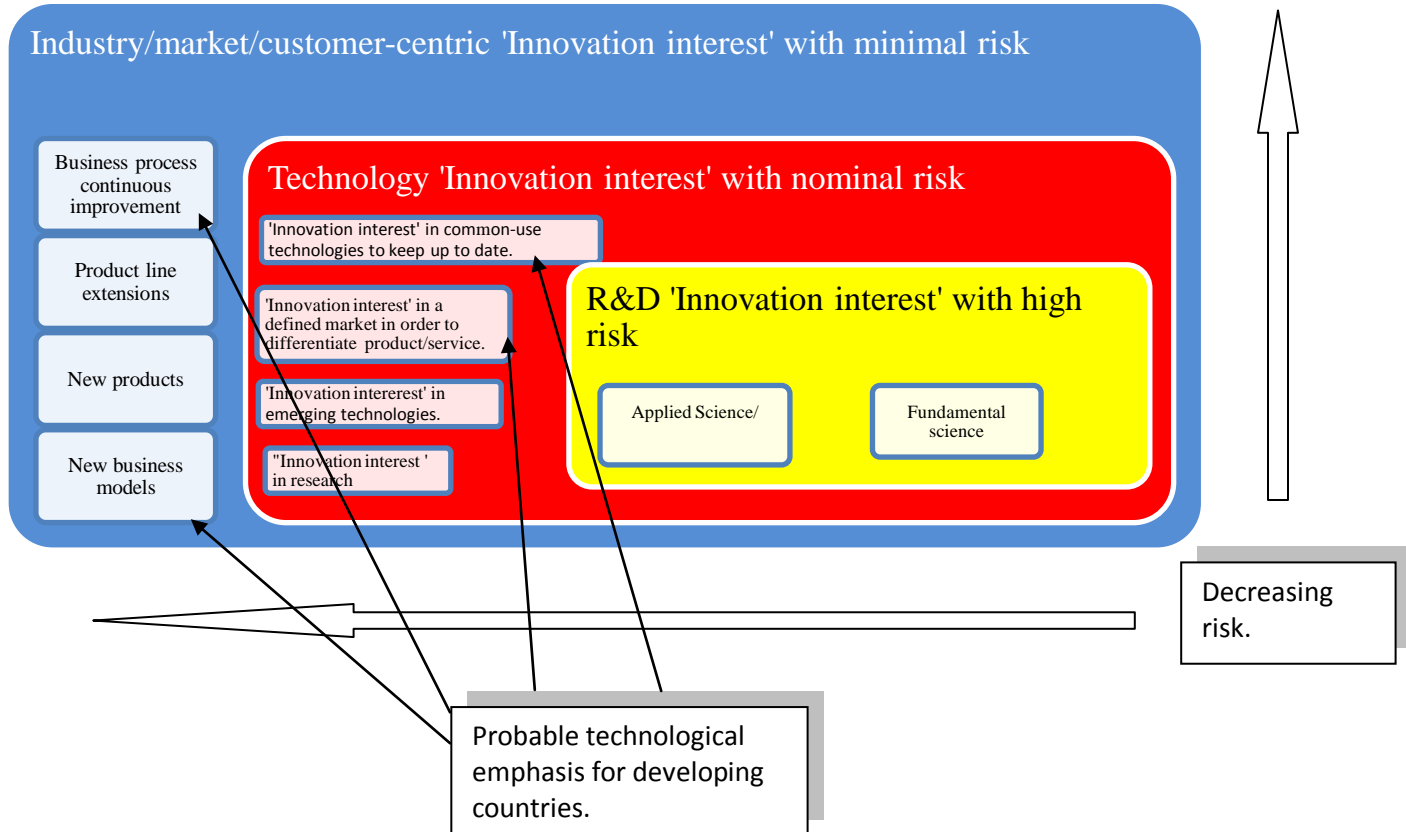 Industry/market/customer-centric 'Innovation interest' with minimal risk
Business process
continuous
improvement
Product line
extensions
New products
New business
models
Technology 'Innovation interest' with nominal risk
'Innovation interest' in common-use
technologies to keep up to date.
'Innovation interest' in a
defined market in order to
differentiate product/service.
'Innovation intererest' in
emerging technologies.
"Innovation interest '
in research
R&D 'Innovation interest' with high
risk
Applied Science/
Fundamental
science
Decreasing
risk.
Probable technological
emphasis for developing
countries.